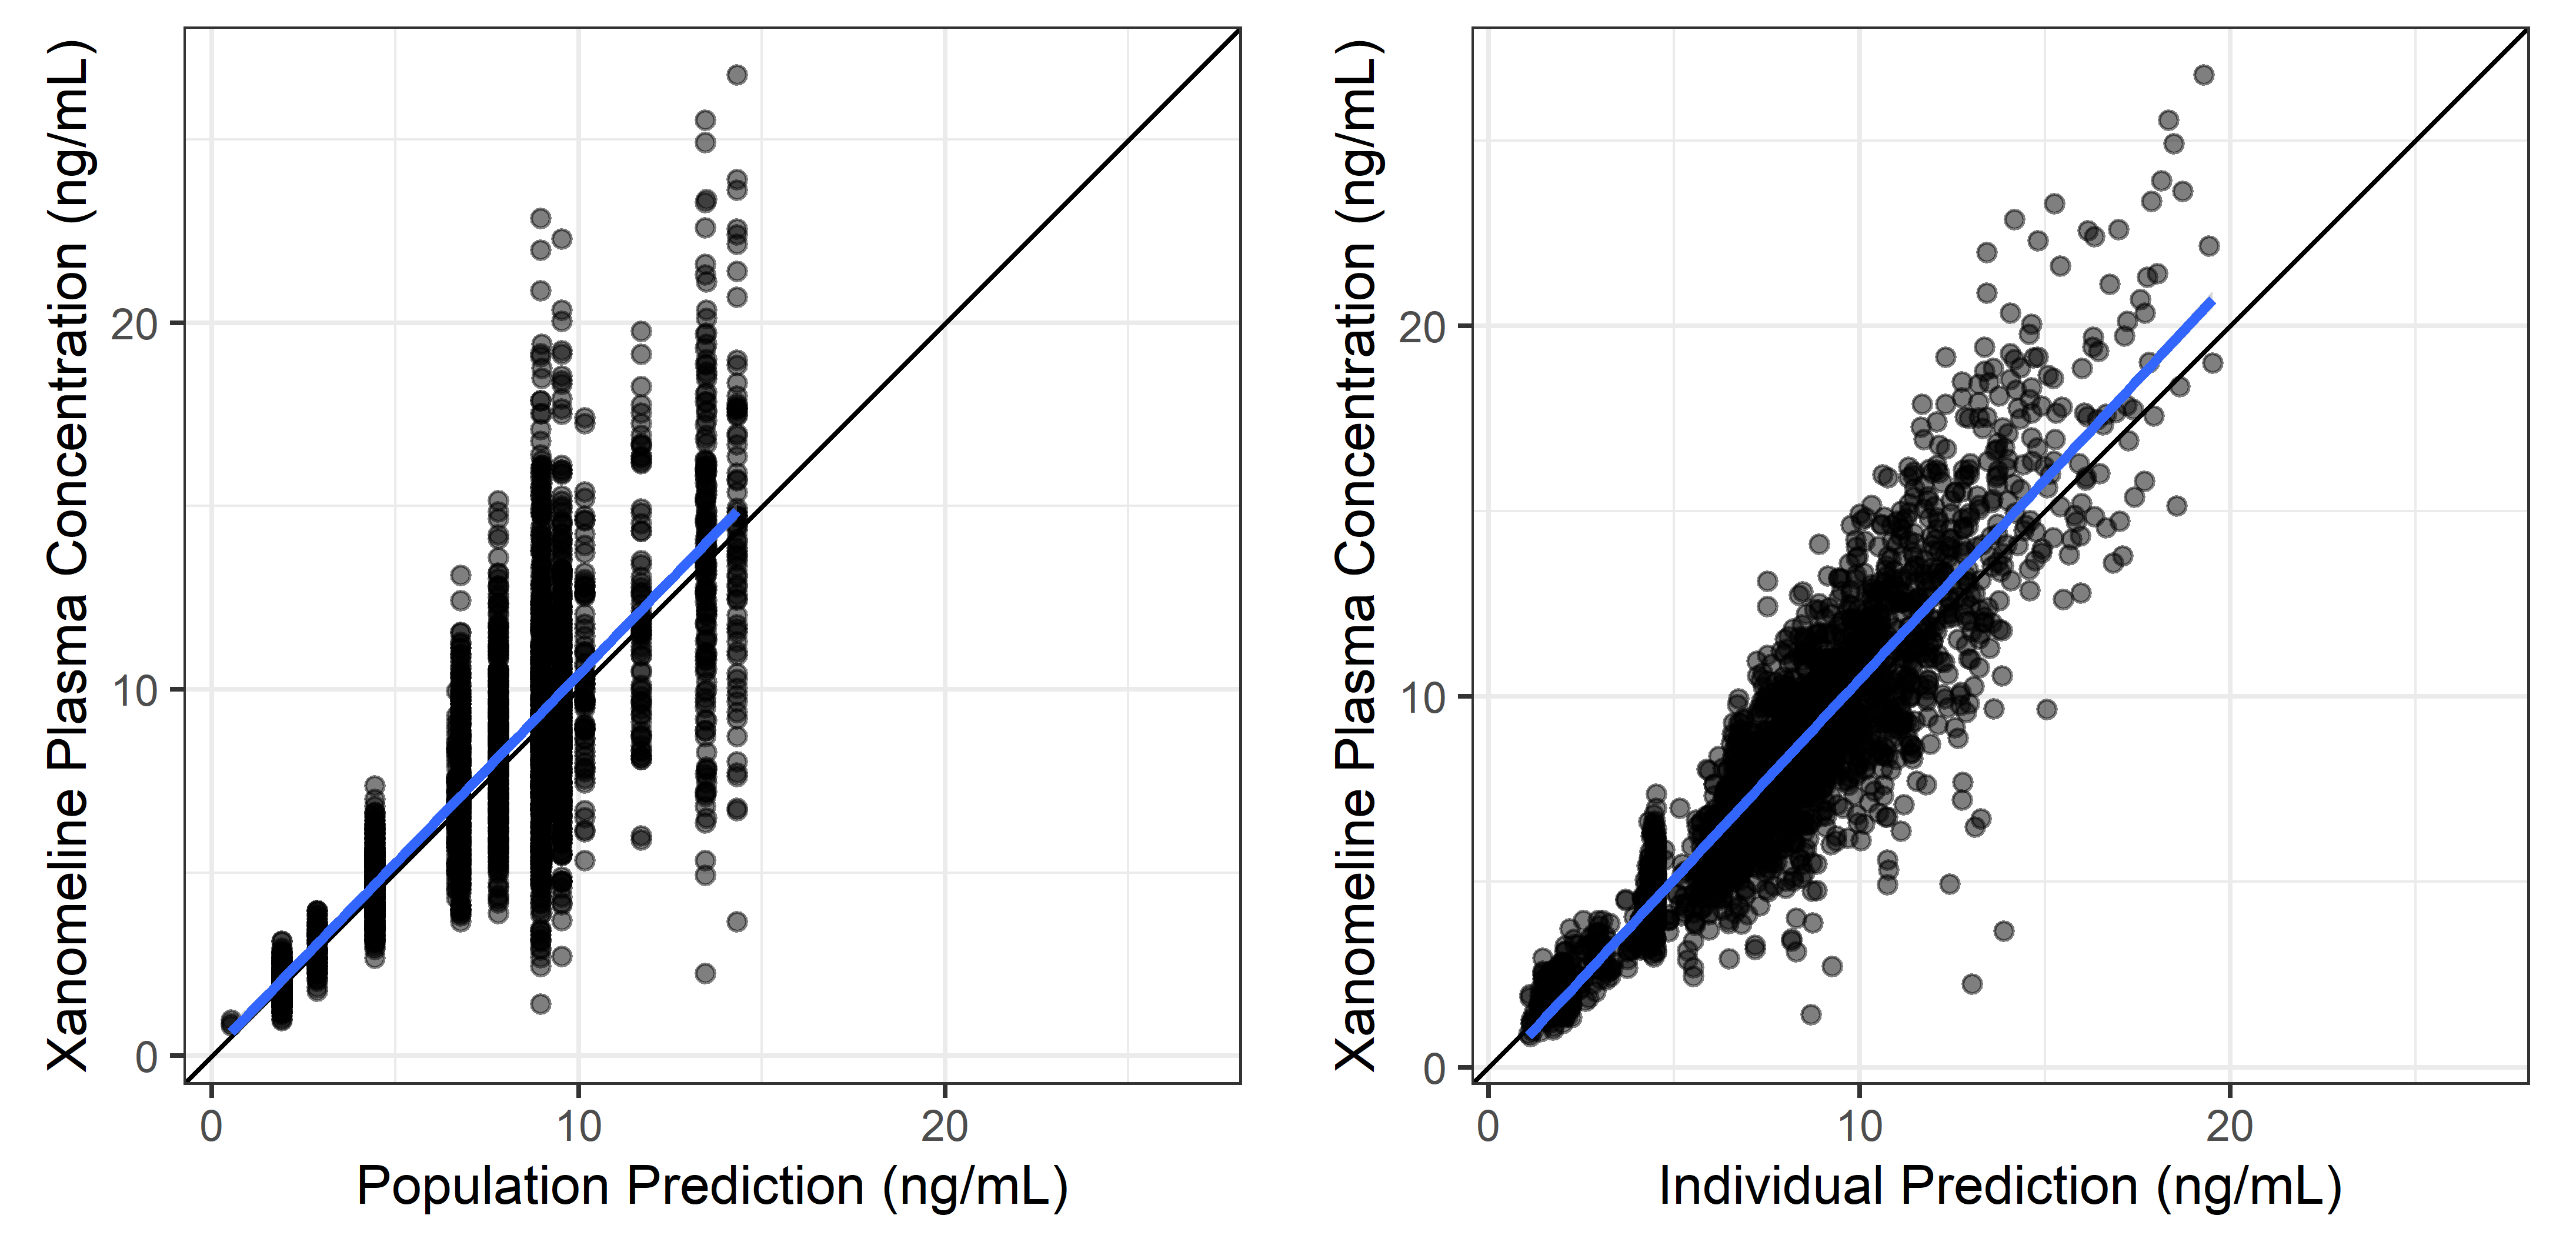 Xanomeline Plasma Concentration (ng/mL)
20
10
0
0 10 20
Population Prediction (ng/mL)
Xanomeline Plasma Concentration (ng/mL)
20
10
0
0 10 20
Individual Prediction (ng/mL)